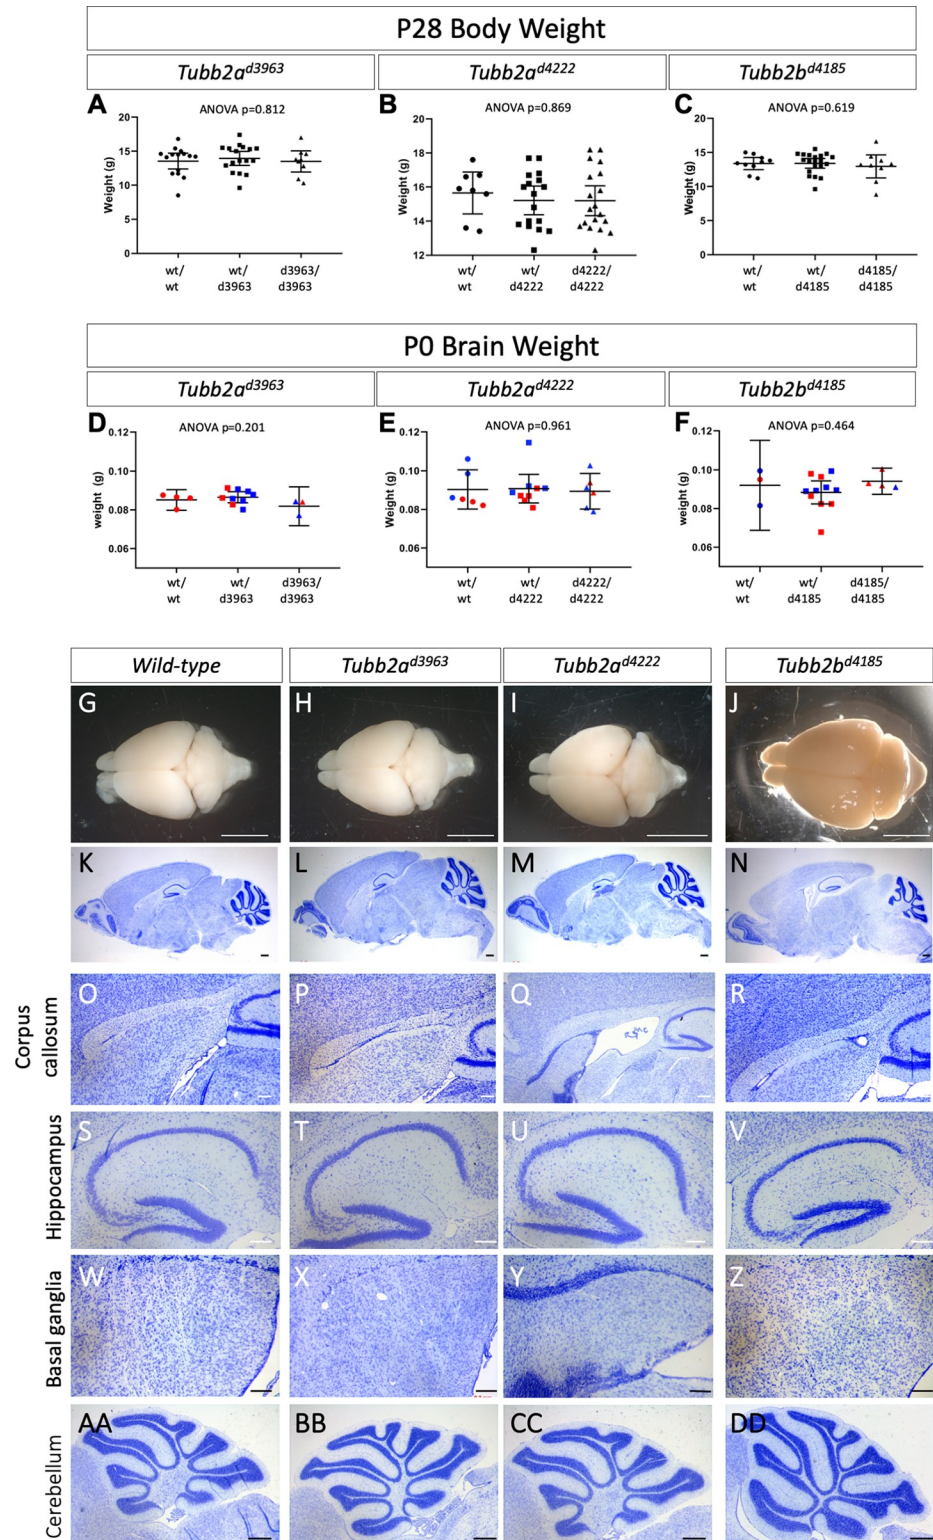 P28 Body Weight
Tubb2a^d3963
Tubb2a^d4222
Tubb2b^d4185
A
ANOVA p=0.812
Weight (g)
20
15
10
5
0
wt/
wt
wt/
d3963
d3963/
d3963
B
ANOVA p=0.869
Weight (g)
20
18
16
14
12
wt/
wt
wt/
d4222
d4222/
d4222
C
ANOVA p=0.619
Weight (g)
20
15
10
5
0
wt/
wt
wt/
d4185
d4185/
d4185
P0 Brain Weight
Tubb2a^d3963
Tubb2a^d4222
Tubb2b^d4185
D
ANOVA p=0.201
weight (g)
0.12
0.10
0.08
0.06
wt/
wt
wt/
d3963
d3963/
d3963
E
ANOVA p=0.961
weight (g)
0.12
0.10
0.08
0.06
wt/
wt
wt/
d4222
d4222/
d4222
F
ANOVA p=0.464
weight (g)
0.12
0.10
0.08
0.06
wt/
wt
wt/
d4185
d4185/
d4185
Wild-type
Tubb2a^d3963
Tubb2a^d4222
Tubb2b^d4185
G
H
I
J
K
L
M
N
Corpus
callosum
O
P
Q
R
Hippocampus
S
T
U
V
Basal ganglia
W
X
Y
Z
Cerebellum
AA
BB
CC
DD